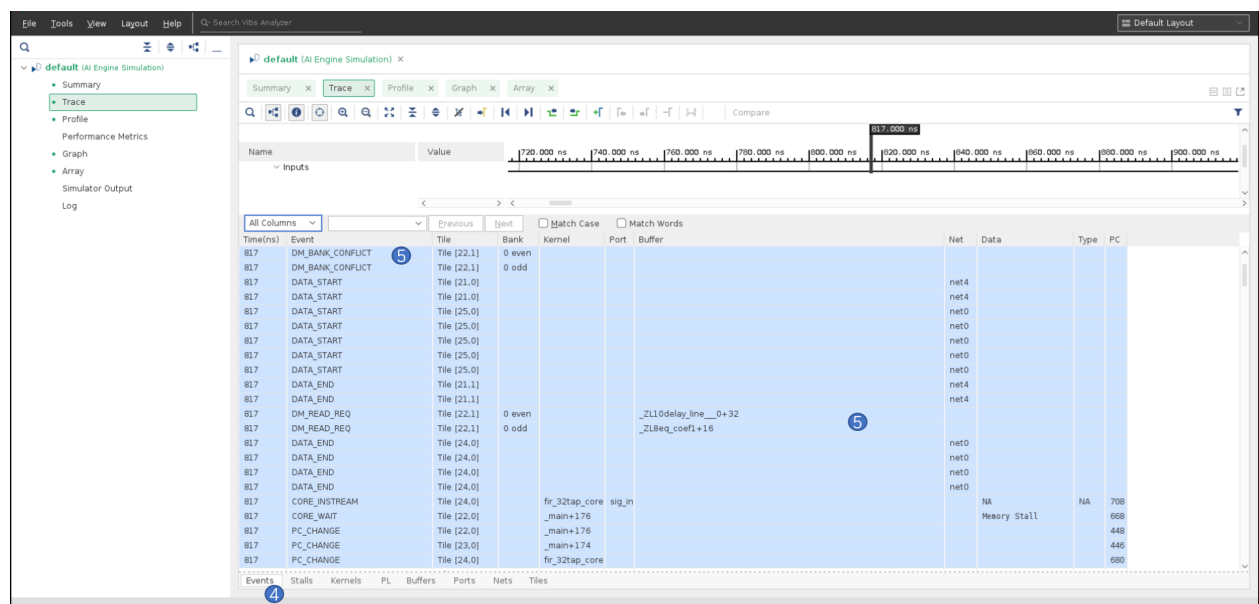 File Tools View Layout Help Q- Search Vitis Analyzer Default Layout
default (AI Engine Simulation)
Summary
Trace
Profile
Performance Metrics
Graph
Array
Simulator Output
Log
default (AI Engine Simulation) ×
Summary × Trace × Profile × Graph × Array ×
Compare
817.000 ns
Name Value 720.000 ns 740.000 ns 760.000 ns 780.000 ns 800.000 ns 820.000 ns 840.000 ns 860.000 ns 880.000 ns 900.000 ns
Inputs
All Columns Previous Next Match Case Match Words
Time(ns) Event Tile Bank Kernel Port Buffer Net Data Type PC
817 DM_BANK_CONFLICT 5 Tile [22,1] 0 even
817 DM_BANK_CONFLICT Tile [22,1] 0 odd
817 DATA_START Tile [21,0] net4
817 DATA_START Tile [21,0] net4
817 DATA_START Tile [25,0] net0
817 DATA_START Tile [25,0] net0
817 DATA_START Tile [25,0] net0
817 DATA_START Tile [25,0] net0
817 DATA_START Tile [25,0] net0
817 DATA_END Tile [21,1] net4
817 DATA_END Tile [21,1] net4
817 DM_READ_REQ Tile [22,1] 0 even _ZL10delay_line__0+32
817 DM_READ_REQ Tile [22,1] 0 odd _ZL8eq_coef1+16 5
817 DATA_END Tile [24,0] net0
817 DATA_END Tile [24,0] net0
817 DATA_END Tile [24,0] net0
817 DATA_END Tile [24,0] net0
817 CORE_INSTREAM Tile [24,0] fir_32tap_core sig_in NA NA 708
817 CORE_WAIT Tile [22,0] _main+176 Memory Stall 668
817 PC_CHANGE Tile [22,0] _main+176 448
817 PC_CHANGE Tile [23,0] _main+174 446
817 PC_CHANGE Tile [24,0] fir_32tap_core 680
Events Stalls Kernels PL Buffers Ports Nets Tiles
4